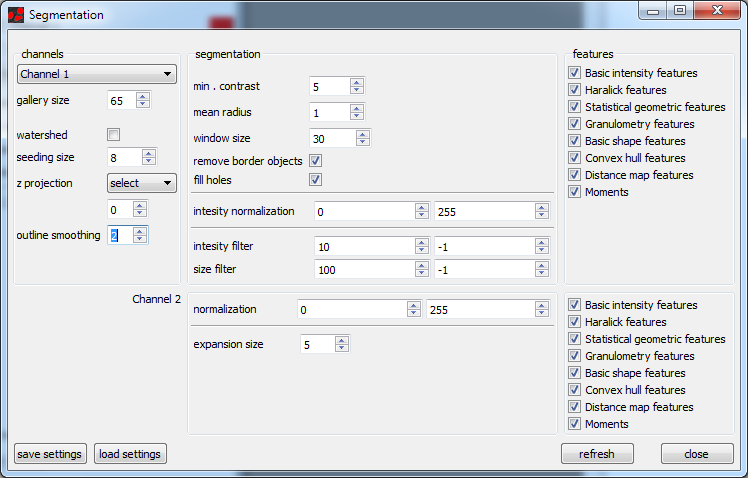 Segmentation
channels
Channel 1
gallery size 65
watershed
seeding size 8
z projection select
0
outline smoothing 2
segmentation
min . contrast 5
mean radius 1
window size 30
remove border objects
fill holes
intesity normalization 0 255
intesity filter 10 -1
size filter 100 -1
features
Basic intensity features
Haralick features
Statistical geometric features
Granulometry features
Basic shape features
Convex hull features
Distance map features
Moments
Channel 2
normalization 0 255
expansion size 5
Basic intensity features
Haralick features
Statistical geometric features
Granulometry features
Basic shape features
Convex hull features
Distance map features
Moments
save settings load settings refresh close